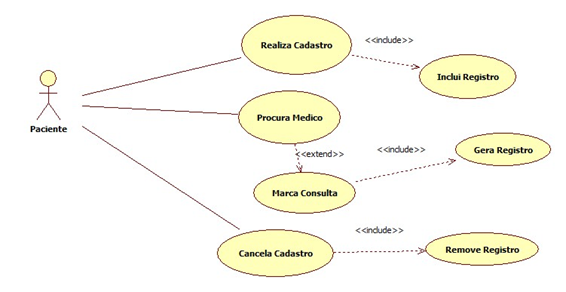 Realiza Cadastro
<<include>>
Inclui Registro
Paciente
Procura Medico
<<extend>>
<<include>>
Gera Registro
Marca Consulta
<<include>>
Cancela Cadastro
Remove Registro